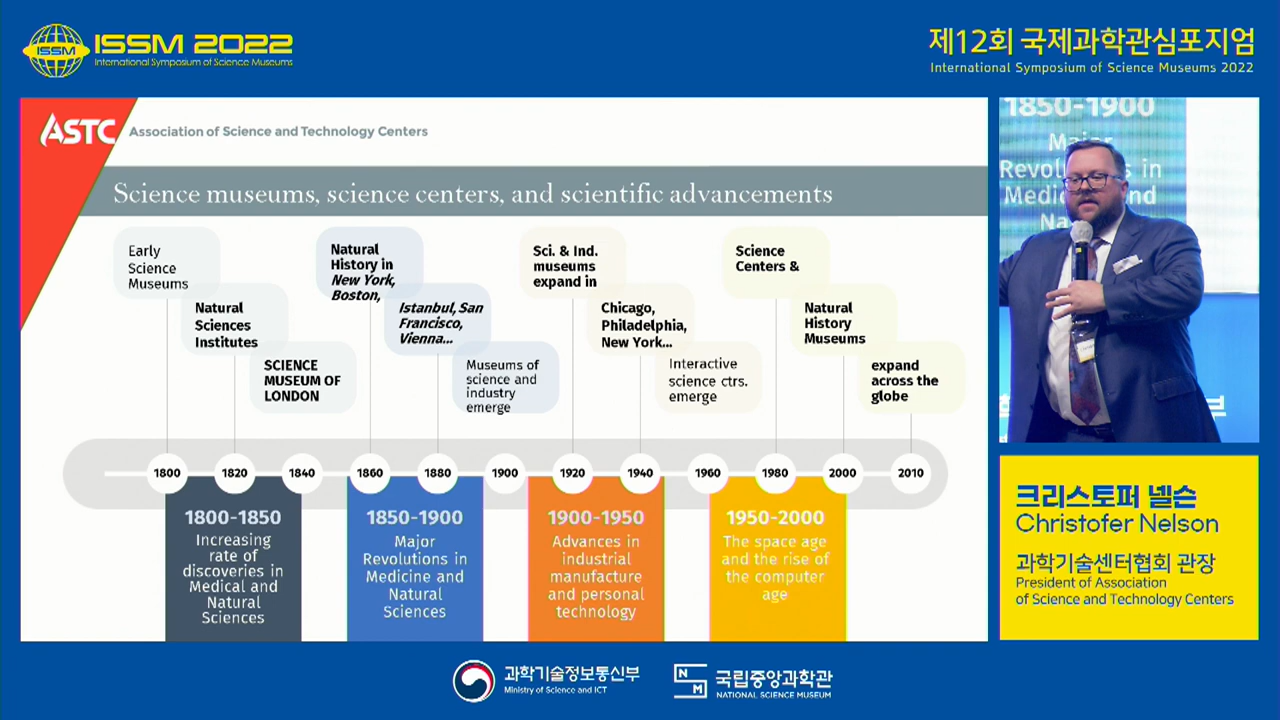 ISSM
ISSM 2022
International Symposium of Science Museums
제12회 국제과학관심포지엄
International Symposium of Science Museums 2022
ASTC
Association of Science and Technology Centers
Science museums, science centers, and scientific advancements
Early
Science
Museums
Natural
Sciences
Institutes
SCIENCE
MUSEUM OF
LONDON
Natural
History in
New York,
Boston,
Istanbul, San
Francisco,
Vienna...
Museums of
science and
industry
emerge
Sci. & Ind.
museums
expand in
Chicago,
Philadelphia,
New York...
Interactive
science ctrs.
emerge
Science
Centers &
Natural
History
Museums
expand
across the
globe
1800 1820 1840 1860 1880 1900 1920 1940 1960 1980 2000 2010
1800-1850
Increasing
rate of
discoveries in
Medical and
Natural
Sciences
1850-1900
Major
Revolutions in
Medicine and
Natural
Sciences
1900-1950
Advances in
industrial
manufacture
and personal
technology
1950-2000
The space age
and the rise of
the computer
age
1850-1900
크리스토퍼 넬슨
Christofer Nelson
과학기술센터협회 관장
President of Association
of Science and Technology Centers
과학기술정보통신부
Ministry of Science and ICT
NSM
국립중앙과학관
NATIONAL SCIENCE MUSEUM